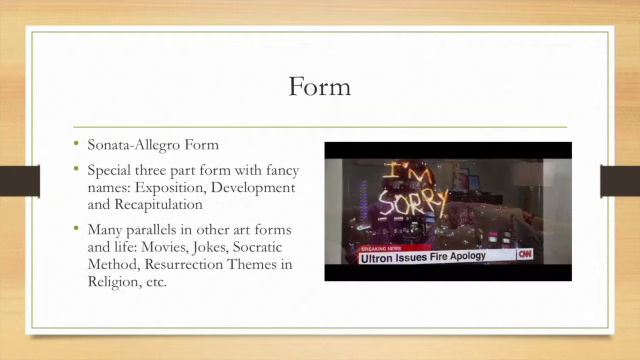 Form
• Sonata-Allegro Form
• Special three part form with fancy
names: Exposition, Development
and Recapitulation
• Many parallels in other art forms
and life: Movies, Jokes, Socratic
Method, Resurrection Themes in
Religion, etc.
I'M
SORRY
BREAKING NEWS
Ultron Issues Fire Apology
CNN